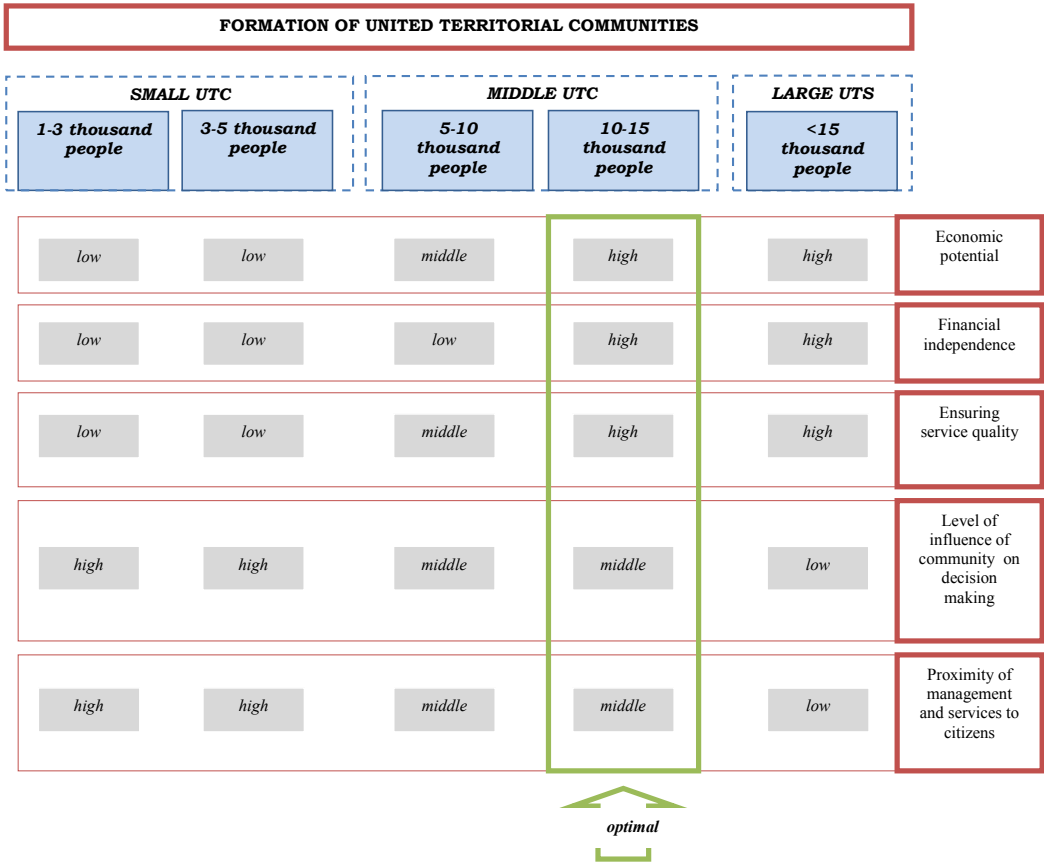 FORMATION OF UNITED TERRITORIAL COMMUNITIES
SMALL UTC
MIDDLE UTC
LARGE UTS
1-3 thousand
people
3-5 thousand
people
5-10
thousand
people
10-15
thousand
people
<15
thousand
people
low
low
middle
high
high
Economic
potential
low
low
low
high
high
Financial
independence
low
low
middle
high
high
Ensuring
service quality
high
high
middle
middle
low
Level of
influence of
community on
decision
making
high
high
middle
middle
low
Proximity of
management
and services to
citizens
optimal